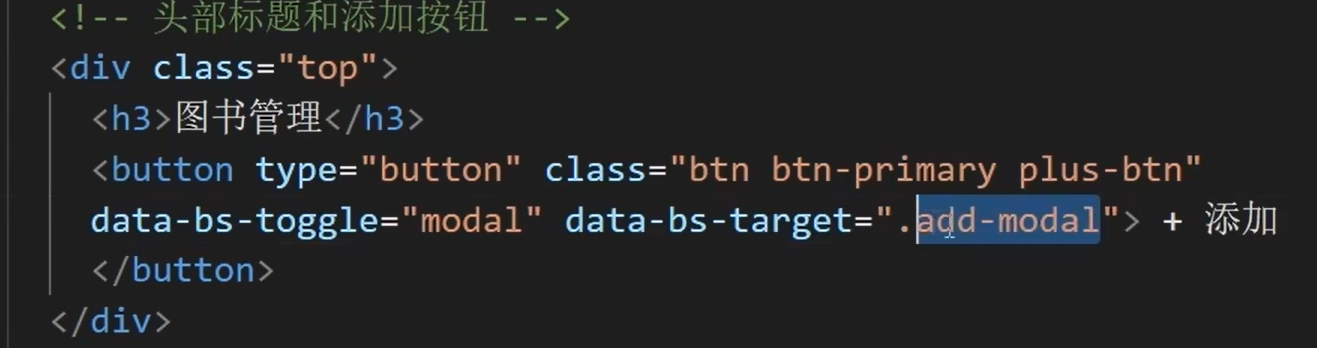 <!-- 头部标题和添加按钮 -->
<div class="top">
<h3>图书管理</h3>
<button type="button" class="btn btn-primary plus-btn"
data-bs-toggle="modal" data-bs-target=".add-modal"> + 添加
</button>
</div>